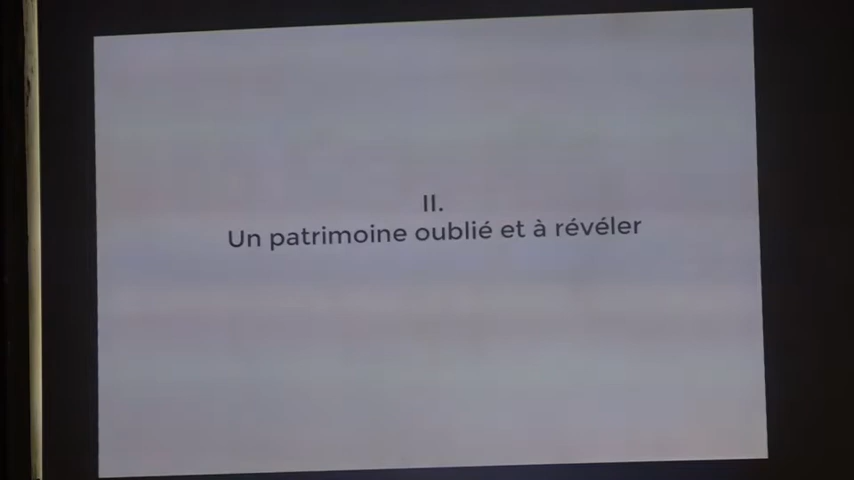 II.
Un patrimoine oublié et à révéler